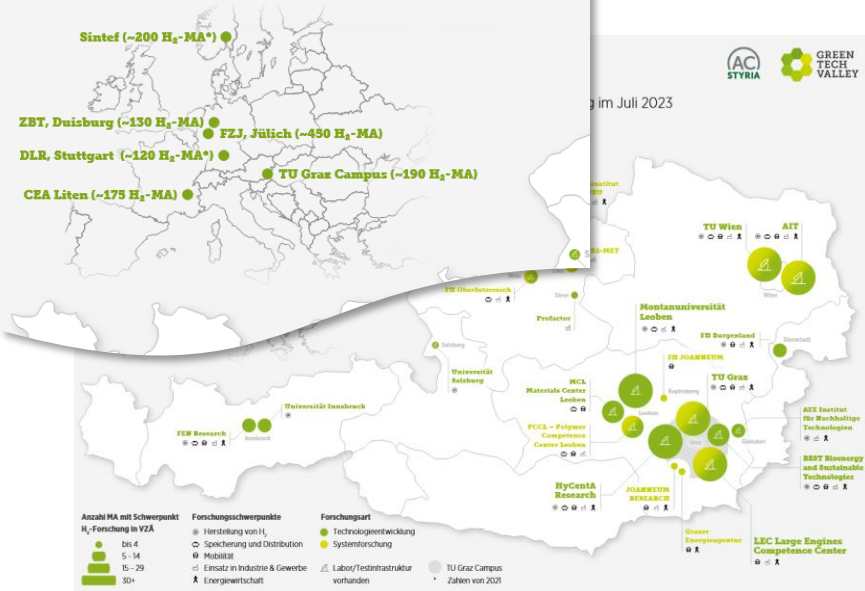 Sintef (~200 H₂-MA*)
ZBT, Duisburg (~130 H₂-MA)
FZJ, Jülich (~450 H₂-MA)
DLR, Stuttgart (~120 H₂-MA*)
TU Graz Campus (~190 H₂-MA)
CEA Liten (~175 H₂-MA)
AC
STYRIA
GREEN
TECH
VALLEY
g im Juli 2023
TU Wien
AIT
Wien
FH Oberösterreich
Steyr
Profactor
Montanuniversität
Leoben
FH Burgenland
Eisenstadt
Salzburg
Universität
Salzburg
FH JOANNEUM
Kapfenberg
MCL
Materials Center
Leoben
Leoben
TU Graz
Universität Innsbruck
FEN Research
Innsbruck
PCCL – Polymer
Competence
Center Leoben
Graz
Gleisdorf
AEE Institut
für Nachhaltige
Technologien
HyCentA
Research
JOANNEUM
RESEARCH
BEST Bioenergy
and Sustainable
Technologies
Grazer
Energieagentur
LEC Large Engines
Competence Center
Anzahl MA mit Schwerpunkt
H₂-Forschung in VZÄ
bis 4
5 - 14
15 - 29
30+
Forschungsschwerpunkte
Herstellung von H₂
Speicherung und Distribution
Mobilität
Einsatz in Industrie & Gewerbe
Energiewirtschaft
Forschungsart
Technologieentwicklung
Systemforschung
Labor/Testinfrastruktur
vorhanden
TU Graz Campus
* Zahlen von 2021